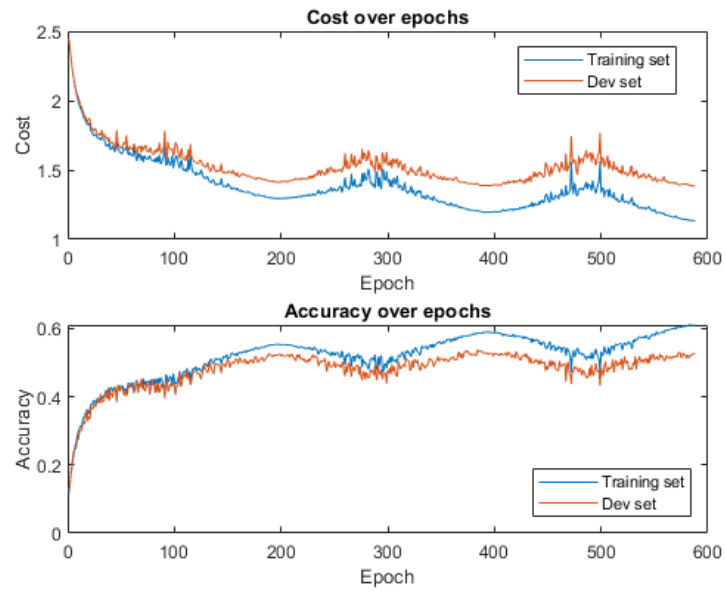 Cost over epochs
2.5
2
1.5
1
Cost
Training set
Dev set
0 100 200 300 400 500 600
Epoch
Accuracy over epochs
0.6
0.4
0.2
0
Accuracy
Training set
Dev set
0 100 200 300 400 500 600
Epoch